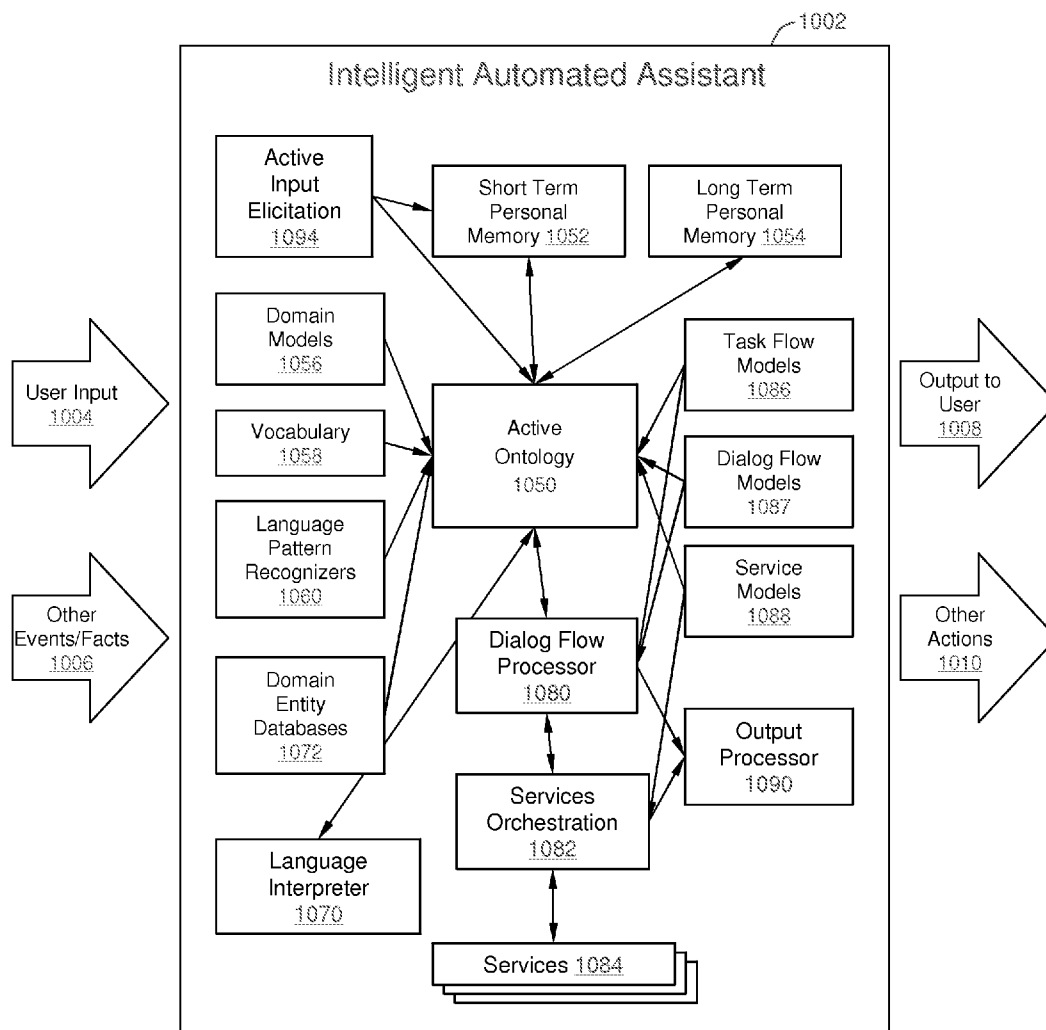 1002
Intelligent Automated Assistant
Active
Input
Elicitation
1094
Short Term
Personal
Memory 1052
Long Term
Personal
Memory 1054
Domain
Models
1056
Task Flow
Models
1086
User Input
1004
Output to
User
1008
Vocabulary
1058
Active
Ontology
1050
Dialog Flow
Models
1087
Language
Pattern
Recognizers
1060
Service
Models
1088
Other
Events/Facts
1006
Other
Actions
1010
Dialog Flow
Processor
1080
Domain
Entity
Databases
1072
Output
Processor
1090
Services
Orchestration
1082
Language
Interpreter
1070
Services 1084